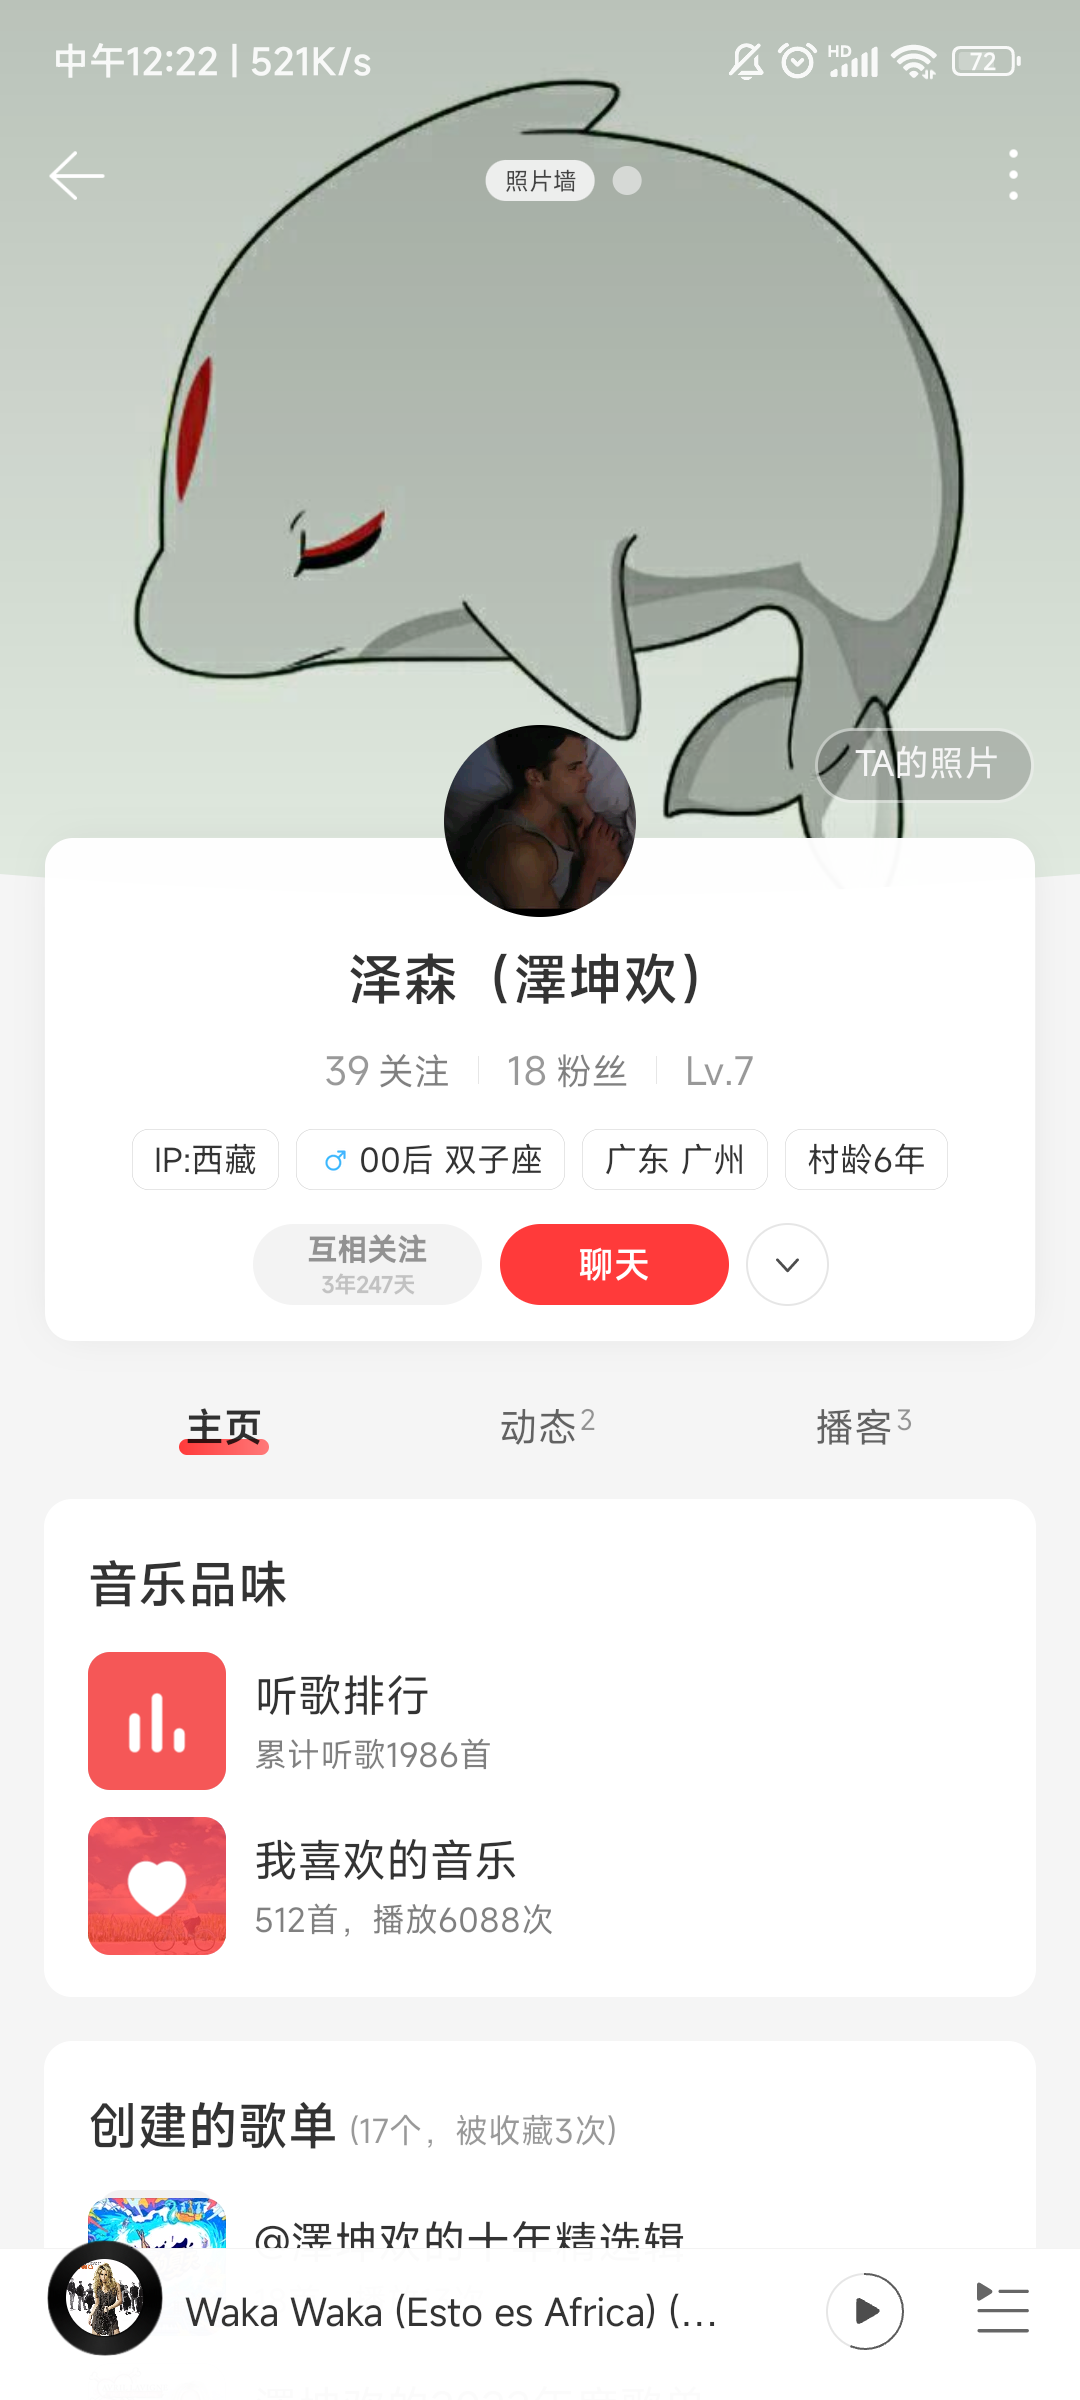 中午12:22 | 521K/s
HD
72
照片墙
TA的照片
泽森（澤坤欢）
39 关注
18 粉丝
Lv.7
IP:西藏
♂ 00后 双子座
广东 广州
村龄6年
互相关注
3年247天
聊天
主页
动态2
播客3
音乐品味
听歌排行
累计听歌1986首
我喜欢的音乐
512首，播放6088次
创建的歌单 (17个，被收藏3次)
@澤坤欢的十年精选辑
Waka Waka (Esto es Africa) (...